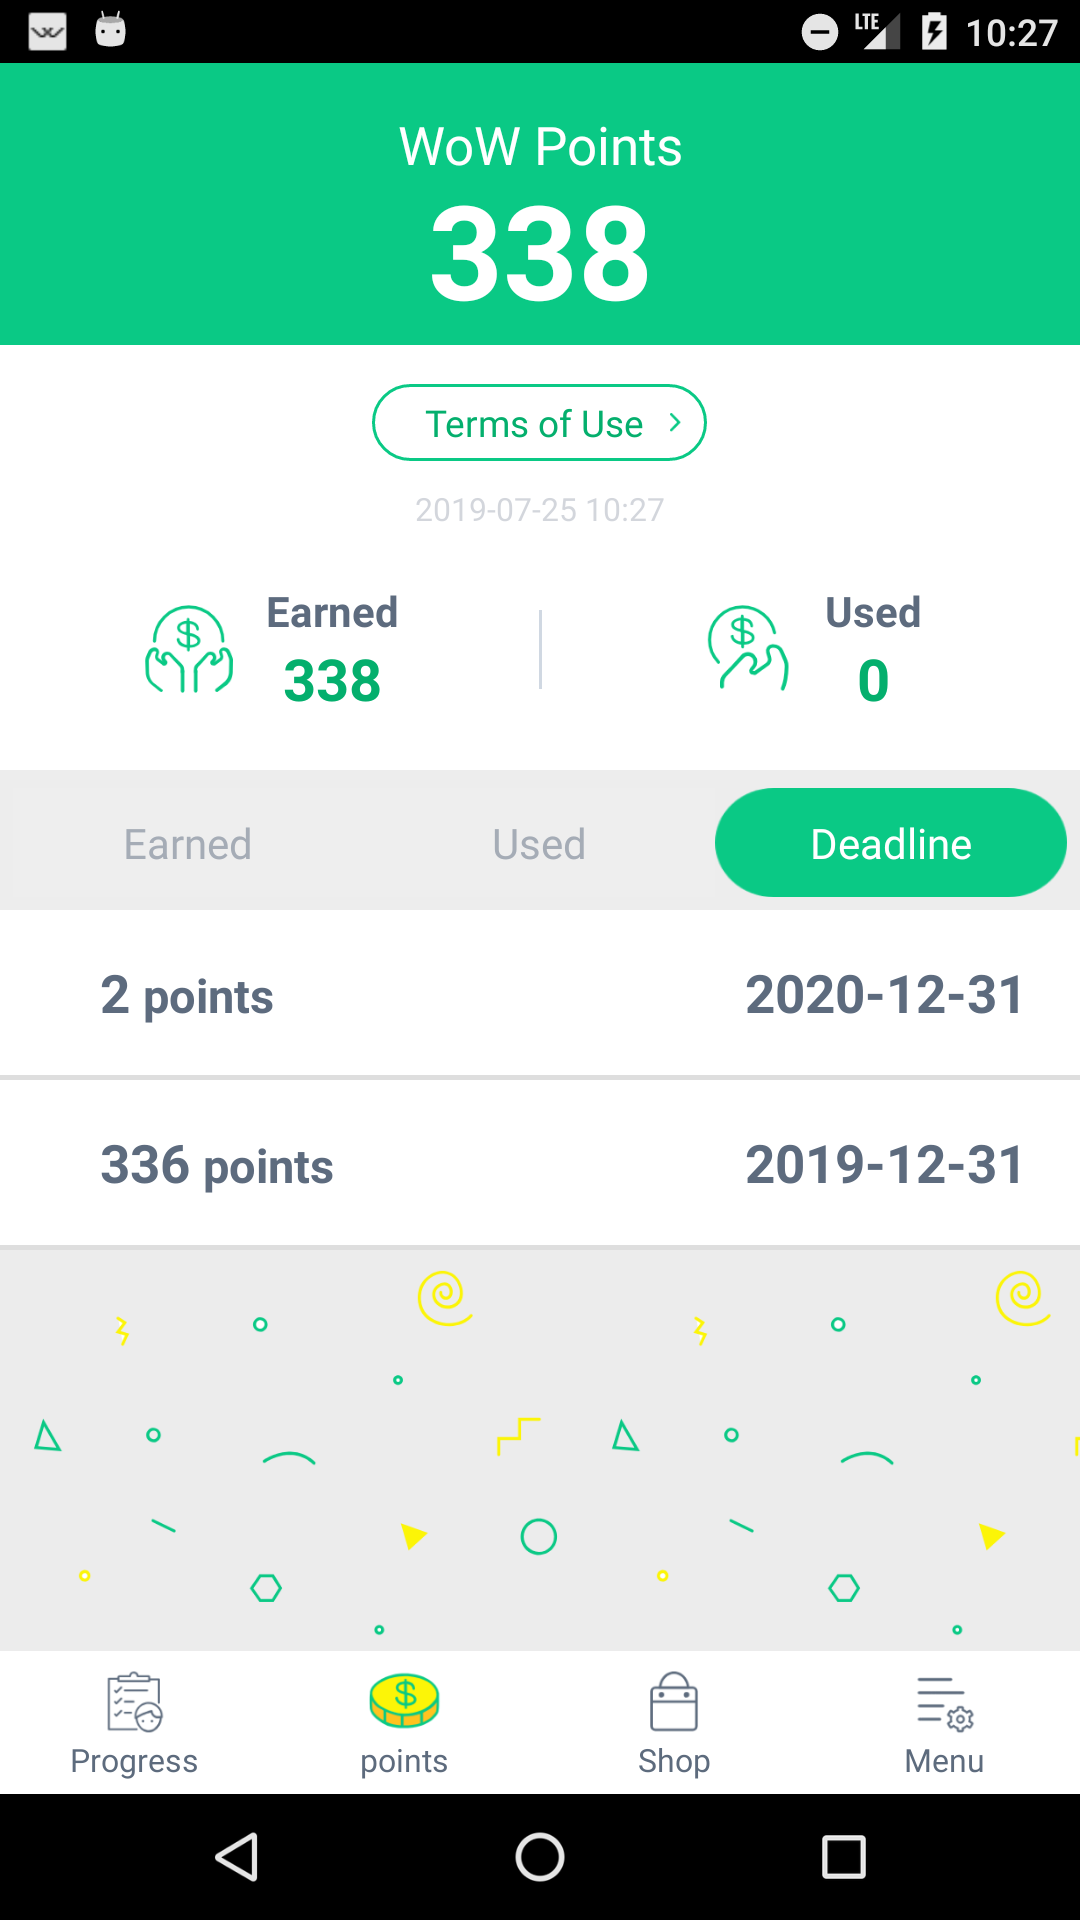 LTE 10:27
WoW Points
338
Terms of Use
2019-07-25 10:27
Earned
338
Used
0
Earned Used Deadline
2 points 2020-12-31
336 points 2019-12-31
Progress points Shop Menu